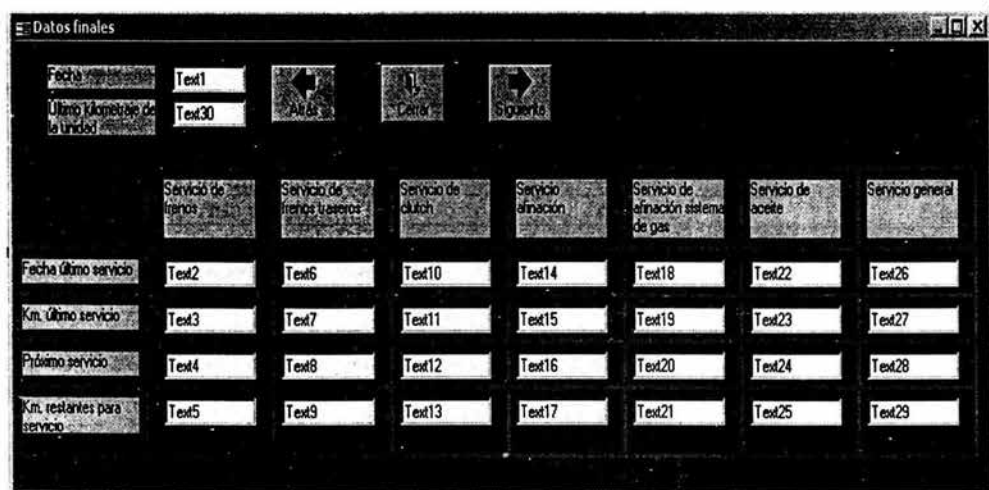 Datos finales
Fecha
Text1
Último kilometraje de
la unidad
Text30
Atrás
Cerrar
Siguiente
Servicio de
frenos
Servicio de
frenos traseros
Servicio de
clutch
Servicio
afinación
Servicio de
afinación sistema
de gas
Servicio de
aceite
Servicio general
Fecha último servicio
Text2
Text6
Text10
Text14
Text18
Text22
Text26
Km. último servicio
Text3
Text7
Text11
Text15
Text19
Text23
Text27
Próximo servicio
Text4
Text8
Text12
Text16
Text20
Text24
Text28
Km. restantes para
servicio
Text5
Text9
Text13
Text17
Text21
Text25
Text29